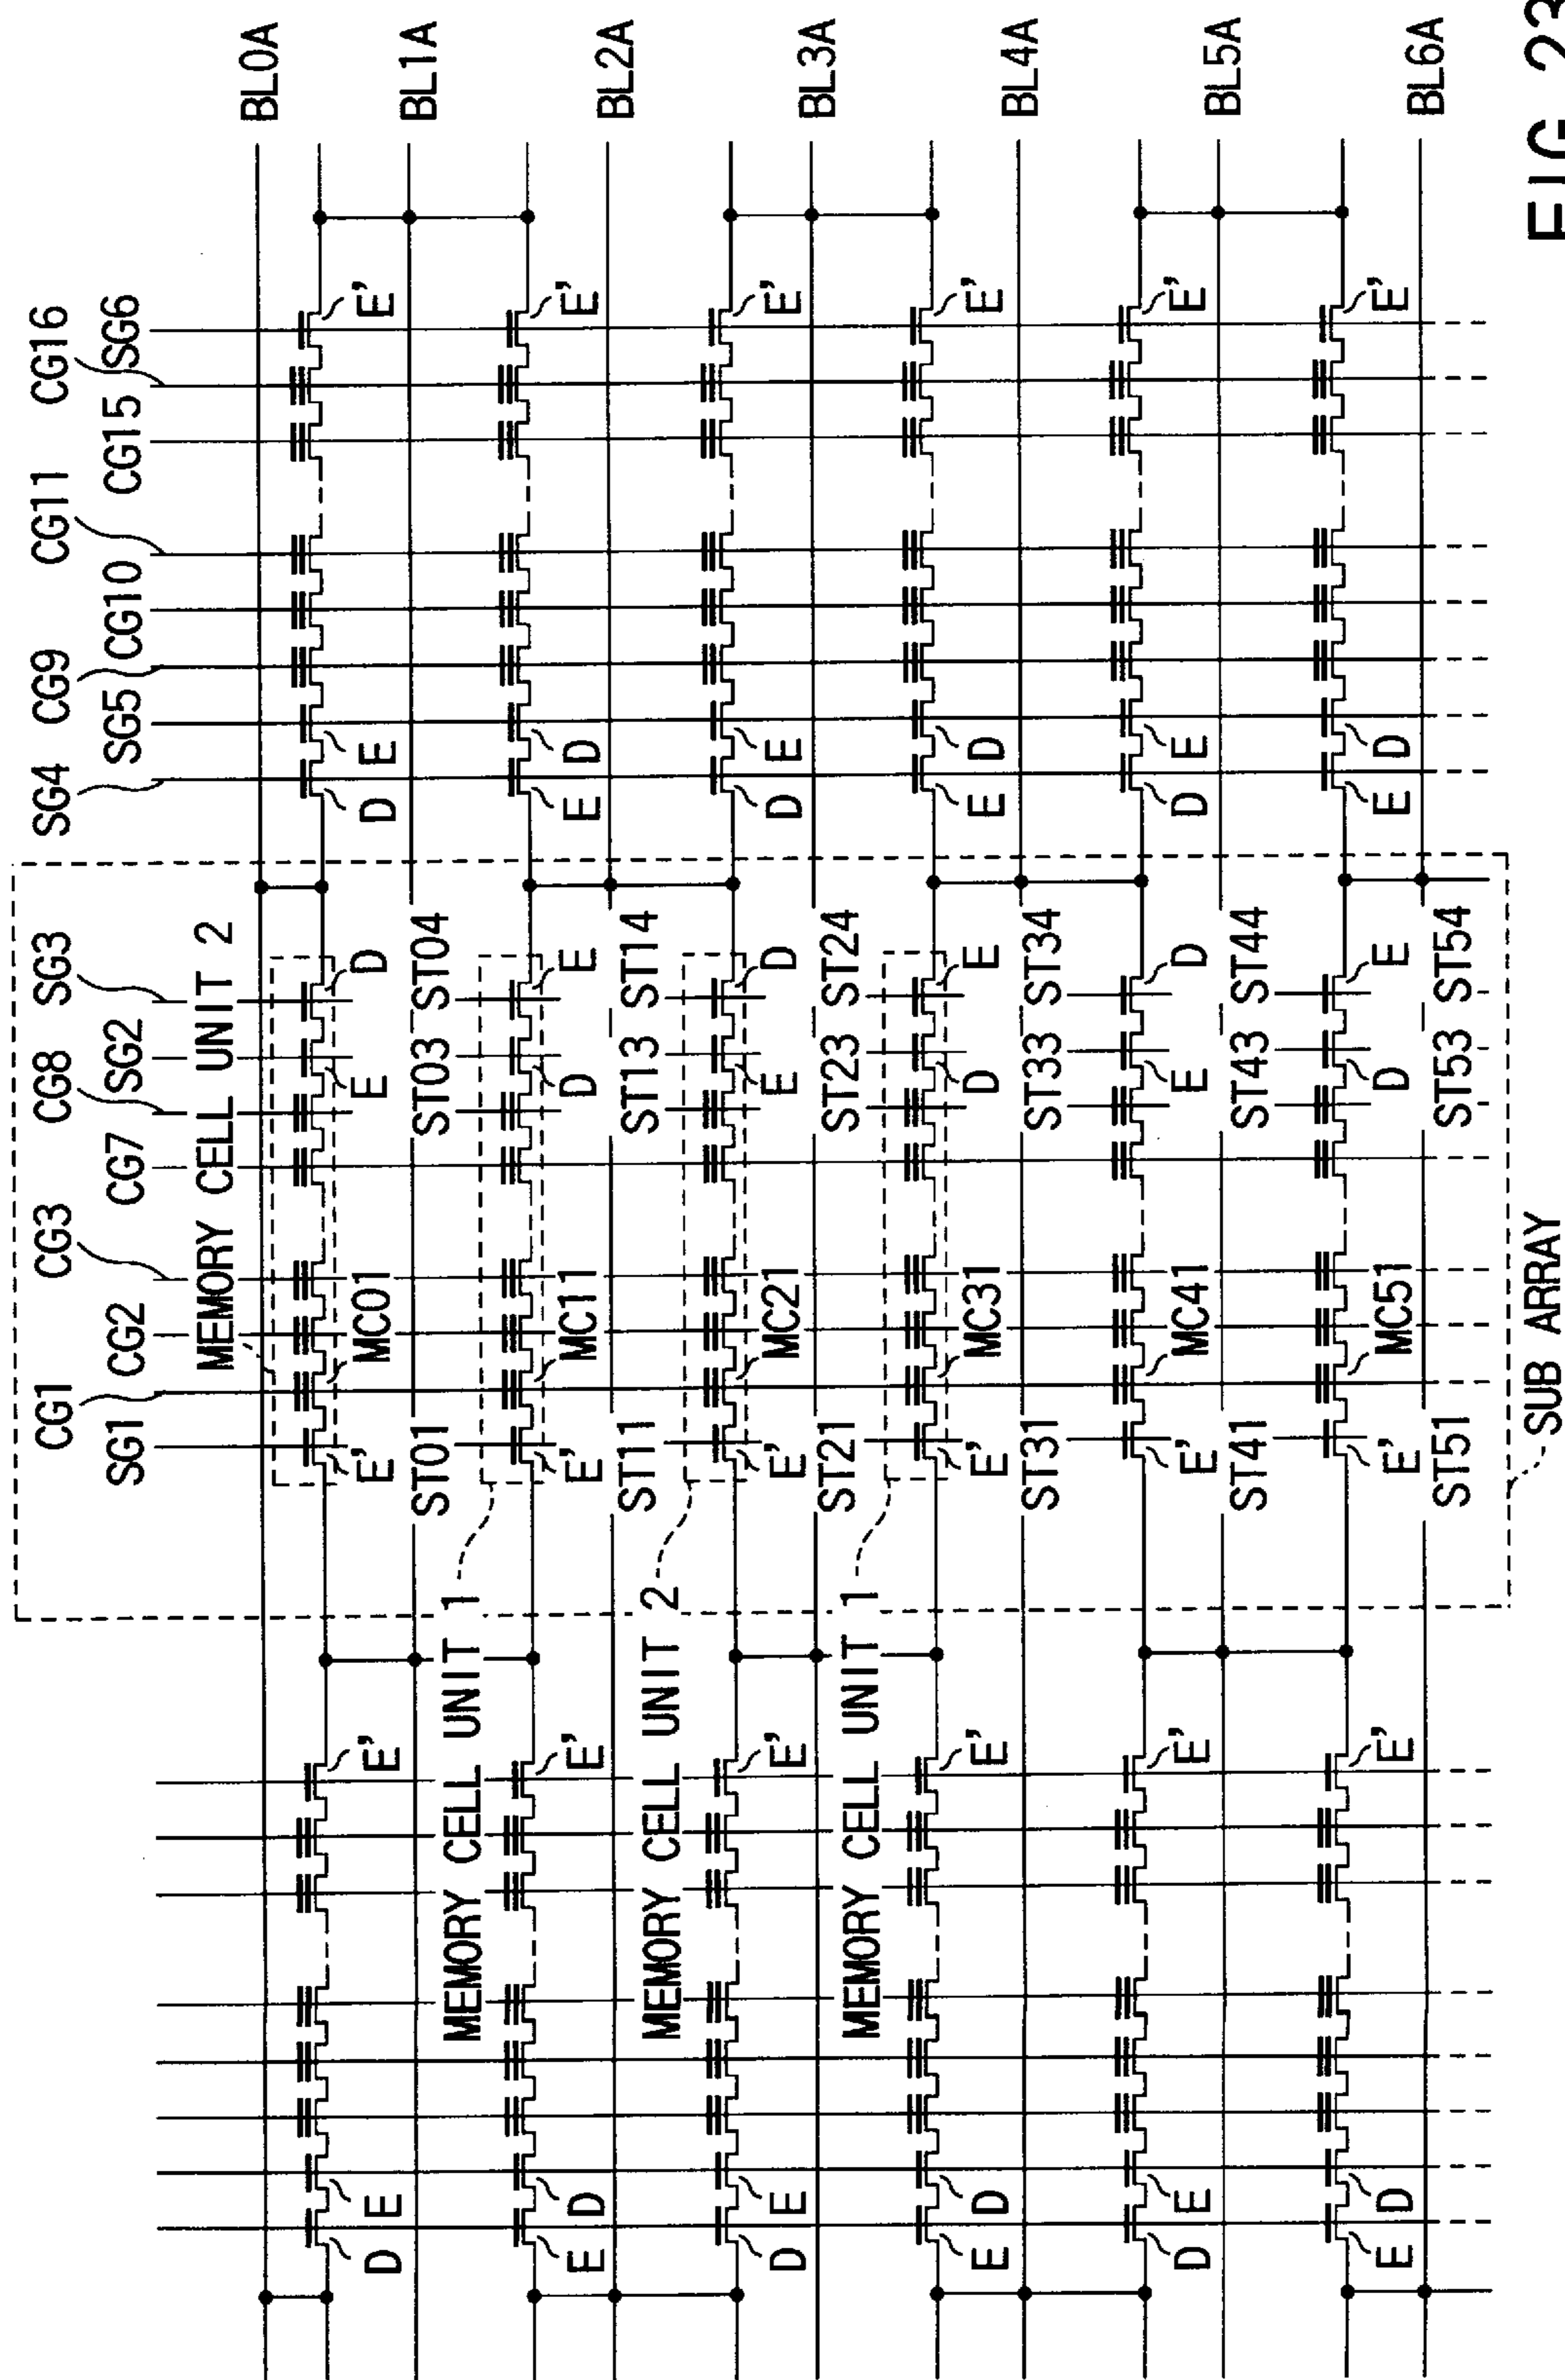 CG1 CG3 CG8 SG3 SG4 CG9 CG11 CG16
SG1 CG2 CG7 SG2 SG5 CG10 CG15 SG6
MEMORY CELL UNIT 2
BL0A
D E E' E' MC01 E D D E E'
ST01 ST03 ST04 BL1A
MEMORY CELL UNIT 1
E D E' E' MC11 D E E D E'
ST11 ST13 ST14 BL2A
MEMORY CELL UNIT 2
D E E' E' MC21 E D D E E'
ST21 ST23 ST24 BL3A
MEMORY CELL UNIT 1
E D E' E' MC31 D E E D E'
ST31 ST33 ST34 BL4A
D E E' E' MC41 E D D E E'
ST41 ST43 ST44 BL5A
E D E' E' MC51 D E E D E'
ST51 ST53 ST54 BL6A
SUB ARRAY
FIG 23